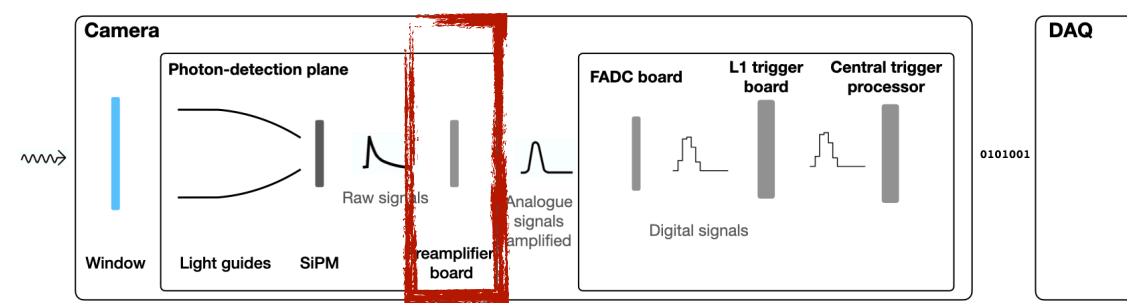 Camera
DAQ
Photon-detection plane
FADC board
L1 trigger
board
Central trigger
processor
0101001
Raw signals
Analogue
signals
amplified
Digital signals
Window
Light guides
SiPM
reamplifier
board